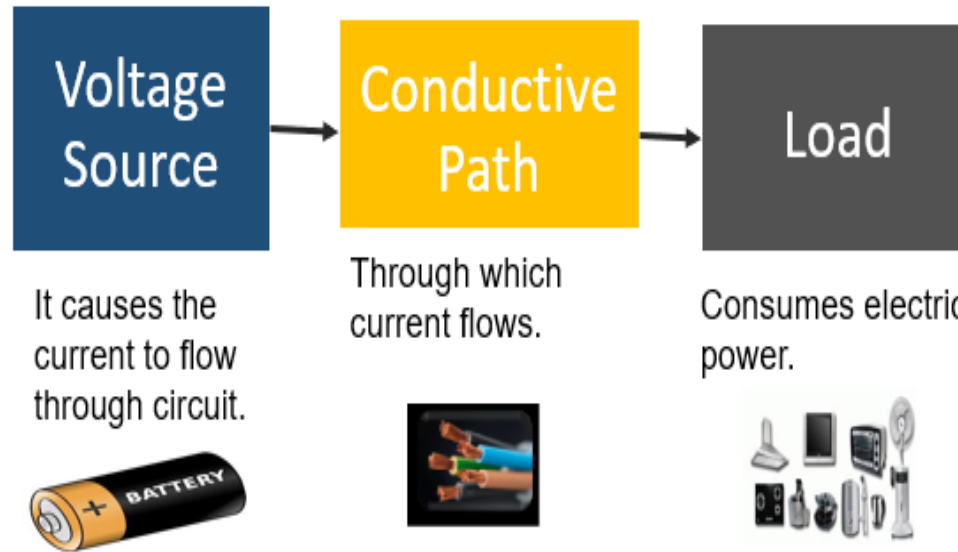 Voltage
Source
Conductive
Path
Load
It causes the
current to flow
through circuit.
Through which
current flows.
Consumes electric
power.
+ BATTERY